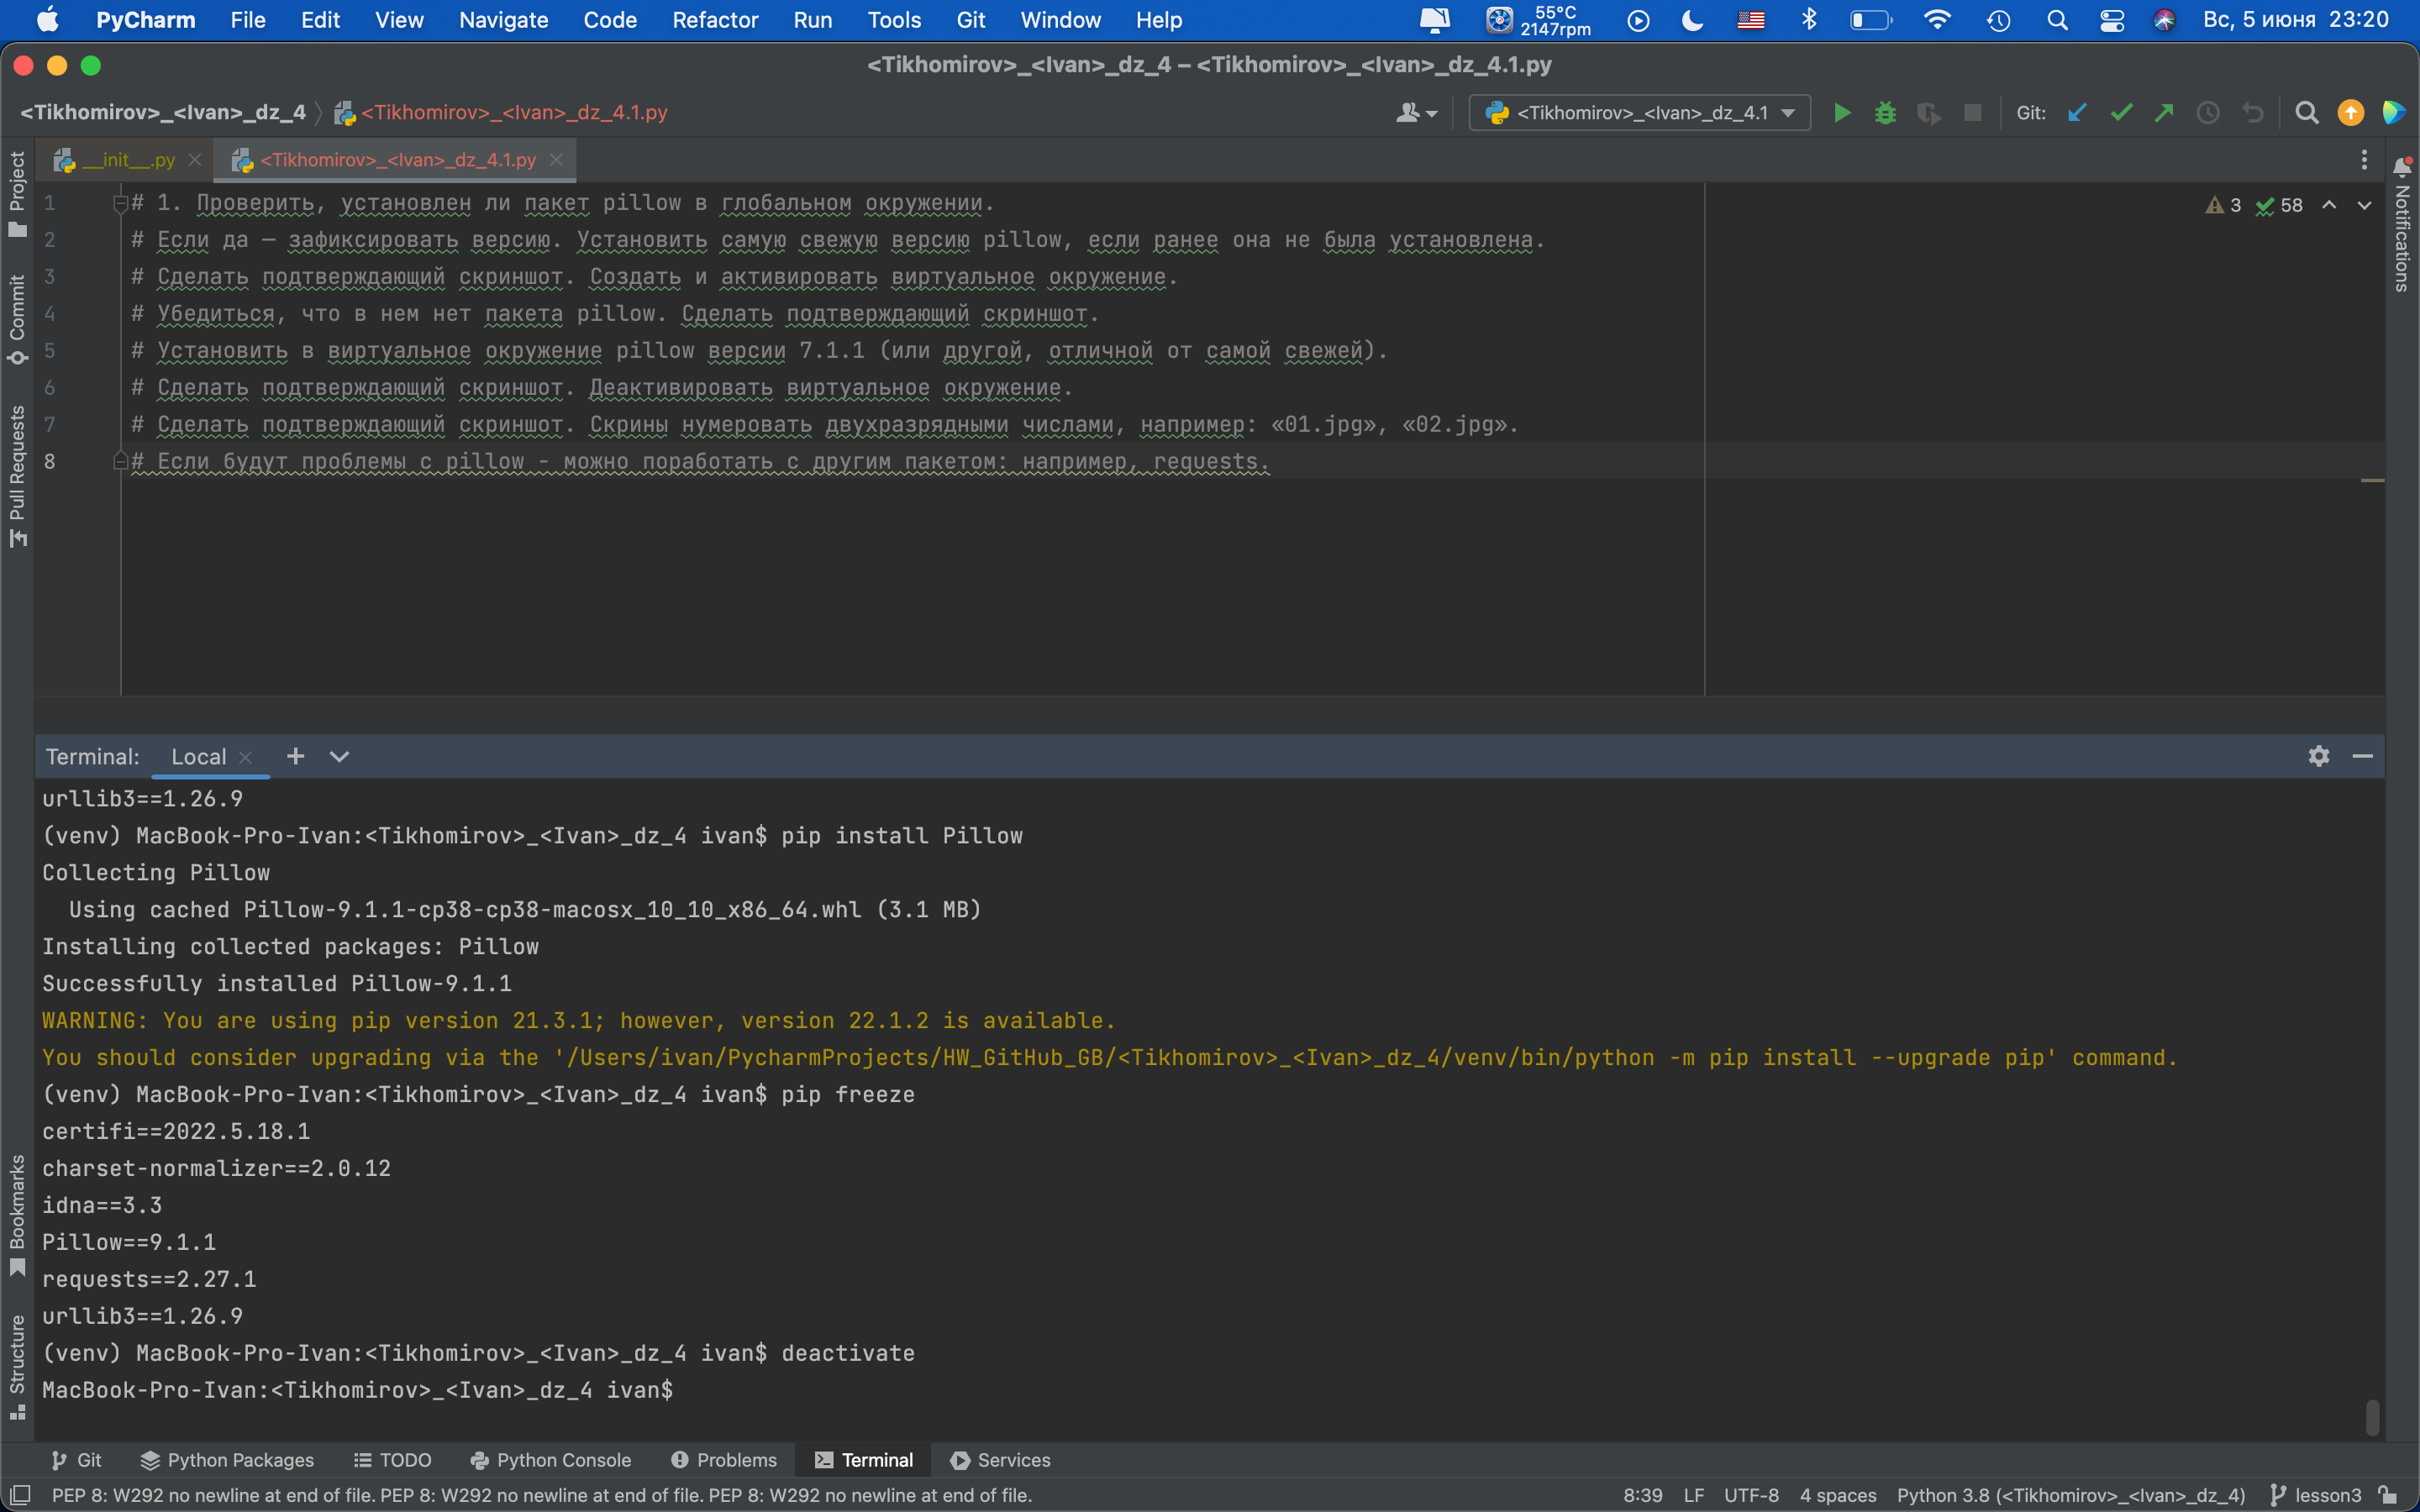 PyCharm File Edit View Navigate Code Refactor Run Tools Git Window Help 55°C 2147rpm Вс, 5 июня 23:20
<Tikhomirov>_<Ivan>_dz_4 – <Tikhomirov>_<Ivan>_dz_4.1.py
<Tikhomirov>_<Ivan>_dz_4 <Tikhomirov>_<Ivan>_dz_4.1.py <Tikhomirov>_<Ivan>_dz_4.1 Git:
__init__.py <Tikhomirov>_<Ivan>_dz_4.1.py
Project
Commit
Pull Requests
Bookmarks
Structure
Notifications
3 58
1 # 1. Проверить, установлен ли пакет pillow в глобальном окружении.
2 # Если да — зафиксировать версию. Установить самую свежую версию pillow, если ранее она не была установлена.
3 # Сделать подтверждающий скриншот. Создать и активировать виртуальное окружение.
4 # Убедиться, что в нем нет пакета pillow. Сделать подтверждающий скриншот.
5 # Установить в виртуальное окружение pillow версии 7.1.1 (или другой, отличной от самой свежей).
6 # Сделать подтверждающий скриншот. Деактивировать виртуальное окружение.
7 # Сделать подтверждающий скриншот. Скрины нумеровать двухразрядными числами, например: «01.jpg», «02.jpg».
8 # Если будут проблемы с pillow - можно поработать с другим пакетом: например, requests.
Terminal: Local
urllib3==1.26.9
(venv) MacBook-Pro-Ivan:<Tikhomirov>_<Ivan>_dz_4 ivan$ pip install Pillow
Collecting Pillow
  Using cached Pillow-9.1.1-cp38-cp38-macosx_10_10_x86_64.whl (3.1 MB)
Installing collected packages: Pillow
Successfully installed Pillow-9.1.1
WARNING: You are using pip version 21.3.1; however, version 22.1.2 is available.
You should consider upgrading via the '/Users/ivan/PycharmProjects/HW_GitHub_GB/<Tikhomirov>_<Ivan>_dz_4/venv/bin/python -m pip install --upgrade pip' command.
(venv) MacBook-Pro-Ivan:<Tikhomirov>_<Ivan>_dz_4 ivan$ pip freeze
certifi==2022.5.18.1
charset-normalizer==2.0.12
idna==3.3
Pillow==9.1.1
requests==2.27.1
urllib3==1.26.9
(venv) MacBook-Pro-Ivan:<Tikhomirov>_<Ivan>_dz_4 ivan$ deactivate
MacBook-Pro-Ivan:<Tikhomirov>_<Ivan>_dz_4 ivan$
Git Python Packages TODO Python Console Problems Terminal Services
PEP 8: W292 no newline at end of file. PEP 8: W292 no newline at end of file. PEP 8: W292 no newline at end of file. 8:39 LF UTF-8 4 spaces Python 3.8 (<Tikhomirov>_<Ivan>_dz_4) lesson3